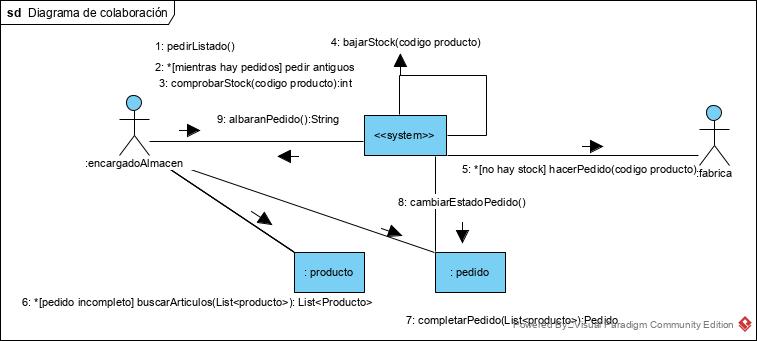 sd Diagrama de colaboración
1: pedirListado()
4: bajarStock(codigo producto)
2: *[mientras hay pedidos] pedir antiguos
3: comprobarStock(codigo producto):int
9: albaranPedido():String
<<system>>
:encargadoAlmacen
5: *[no hay stock] hacerPedido(codigo producto)
:fabrica
8: cambiarEstadoPedido()
: producto
: pedido
6: *[pedido incompleto] buscarArticulos(List<producto>): List<Producto>
7: completarPedido(List<producto>):Pedido
Powered By Visual Paradigm Community Edition